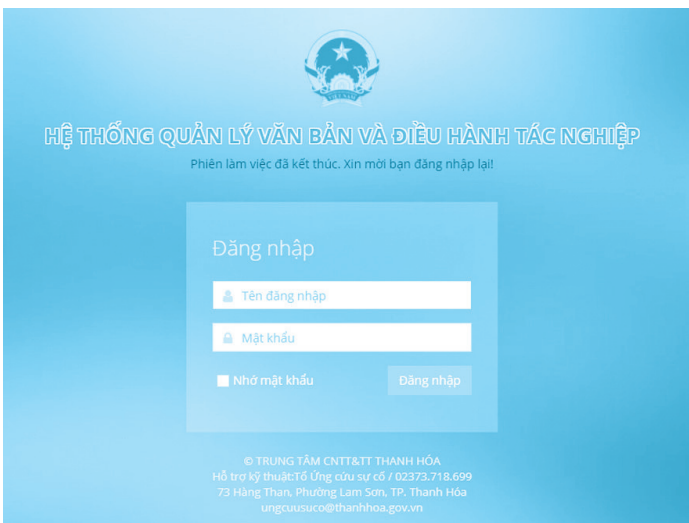 VIỆT NAM
HỆ THỐNG QUẢN LÝ VĂN BẢN VÀ ĐIỀU HÀNH TÁC NGHIỆP
Phiên làm việc đã kết thúc. Xin mời bạn đăng nhập lại!
Đăng nhập
Tên đăng nhập
Mật khẩu
Nhớ mật khẩu
Đăng nhập
© TRUNG TÂM CNTT&TT THANH HÓA
Hỗ trợ kỹ thuật:Tổ Ứng cứu sự cố / 02373.718.699
73 Hàng Than, Phường Lam Sơn, TP. Thanh Hóa
ungcuusuco@thanhhoa.gov.vn